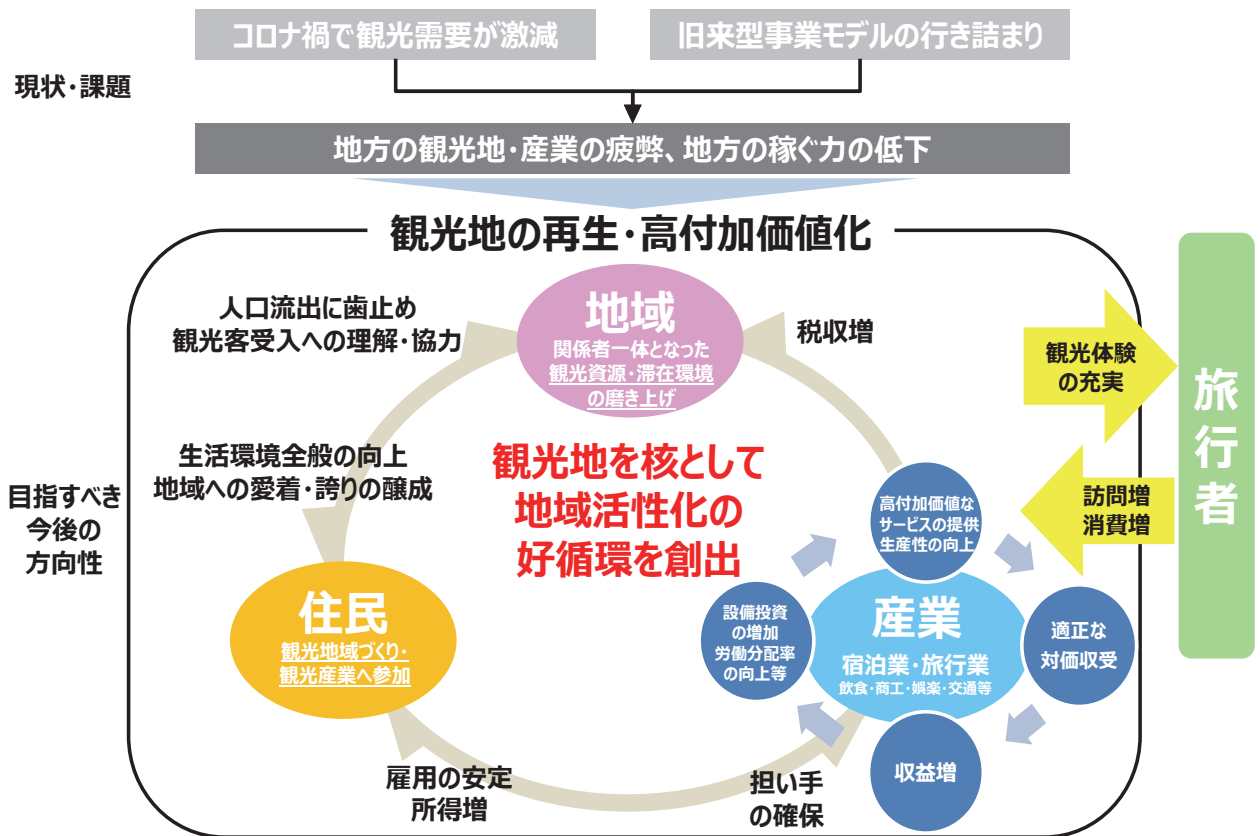 コロナ禍で観光需要が激減
旧来型事業モデルの行き詰まり
現状・課題
地方の観光地・産業の疲弊、地方の稼ぐ力の低下
観光地の再生・高付加価値化
地域
関係者一体となった
観光資源・滞在環境
の磨き上げ
人口流出に歯止め
観光客受入への理解・協力
税収増
観光体験
の充実
旅行者
生活環境全般の向上
地域への愛着・誇りの醸成
観光地を核として
地域活性化の
好循環を創出
目指すべき
今後の
方向性
訪問増
消費増
高付加価値な
サービスの提供
生産性の向上
住民
観光地域づくり・
観光産業へ参加
設備投資
の増加
労働分配率
の向上等
産業
宿泊業・旅行業
飲食・商工・娯楽・交通等
適正な
対価収受
収益増
雇用の安定
所得増
担い手
の確保